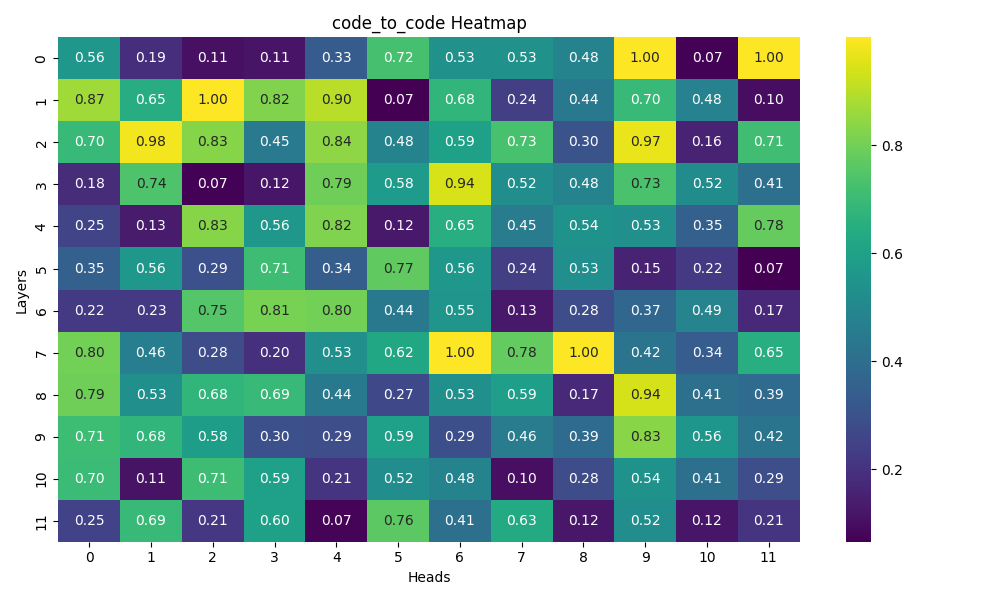 code_to_code Heatmap
0 0.56 0.19 0.11 0.11 0.33 0.72 0.53 0.53 0.48 1.00 0.07 1.00
1 0.87 0.65 1.00 0.82 0.90 0.07 0.68 0.24 0.44 0.70 0.48 0.10
2 0.70 0.98 0.83 0.45 0.84 0.48 0.59 0.73 0.30 0.97 0.16 0.71
3 0.18 0.74 0.07 0.12 0.79 0.58 0.94 0.52 0.48 0.73 0.52 0.41
4 0.25 0.13 0.83 0.56 0.82 0.12 0.65 0.45 0.54 0.53 0.35 0.78
5 0.35 0.56 0.29 0.71 0.34 0.77 0.56 0.24 0.53 0.15 0.22 0.07
6 0.22 0.23 0.75 0.81 0.80 0.44 0.55 0.13 0.28 0.37 0.49 0.17
7 0.80 0.46 0.28 0.20 0.53 0.62 1.00 0.78 1.00 0.42 0.34 0.65
8 0.79 0.53 0.68 0.69 0.44 0.27 0.53 0.59 0.17 0.94 0.41 0.39
9 0.71 0.68 0.58 0.30 0.29 0.59 0.29 0.46 0.39 0.83 0.56 0.42
10 0.70 0.11 0.71 0.59 0.21 0.52 0.48 0.10 0.28 0.54 0.41 0.29
11 0.25 0.69 0.21 0.60 0.07 0.76 0.41 0.63 0.12 0.52 0.12 0.21
0 1 2 3 4 5 6 7 8 9 10 11
Heads
Layers
0.8
0.6
0.4
0.2